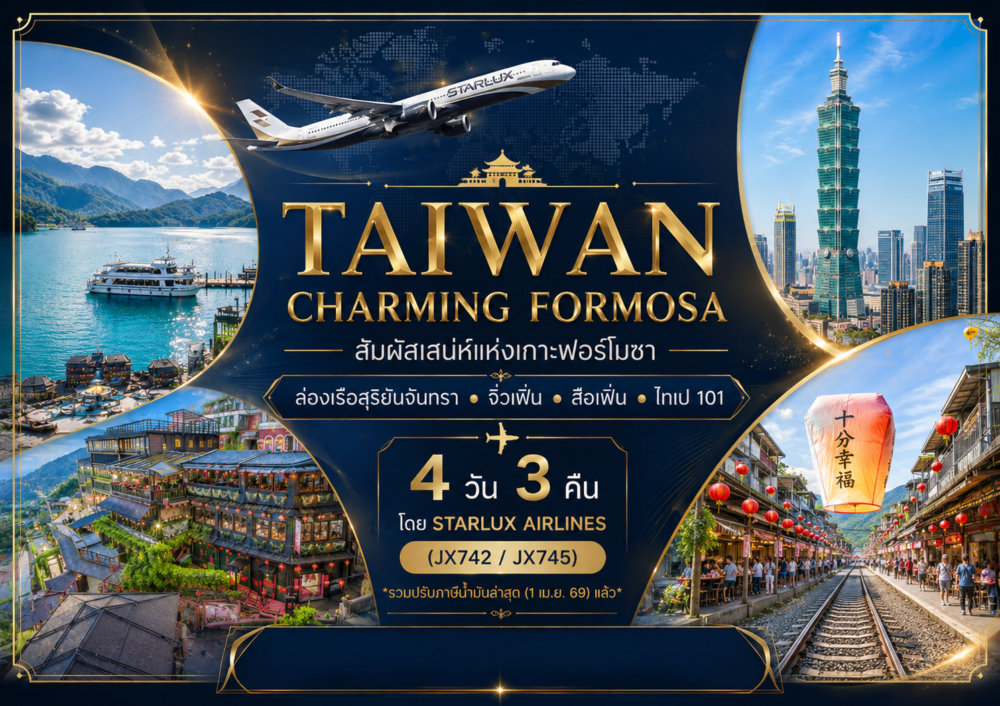 STARLUX
TAIWAN
CHARMING FORMOSA
สัมผัสเสน่ห์แห่งเกาะฟอร์โมซา
ล่องเรือสุริยันจันทรา • จิ่วเฟิ่น • สือเฟิ่น • ไทเป 101
4 วัน 3 คืน
โดย STARLUX AIRLINES
(JX742 / JX745)
*รวมปรับภาษีน้ำมันล่าสุด (1 เม.ย. 69) แล้ว*
十分幸福